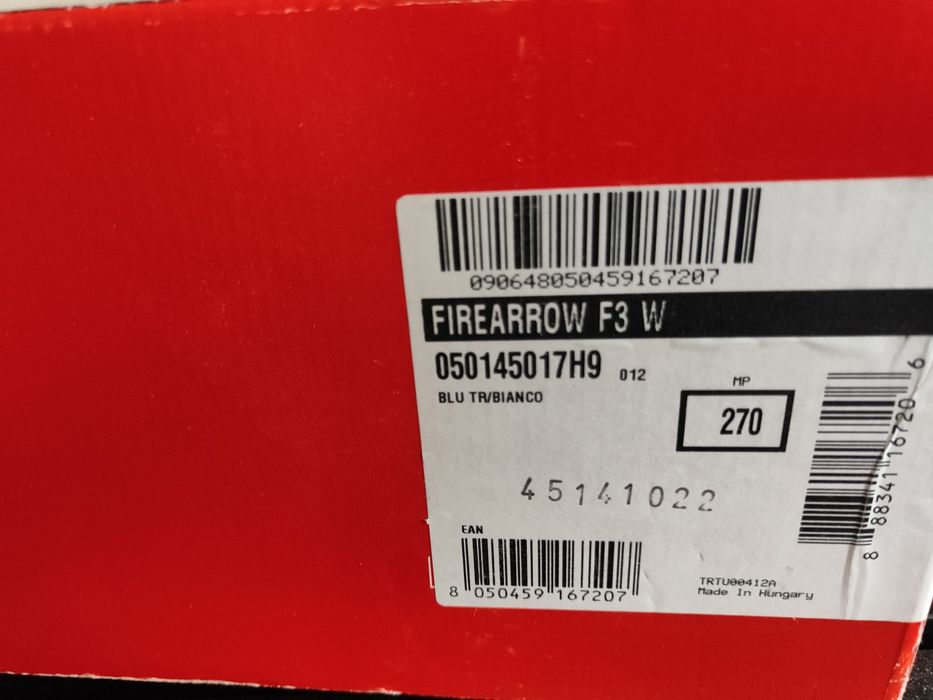 090648050459167207
FIREARROW F3 W
050145017H9 012
BLU TR/BIANCO
MP
270
45141022
EAN
8 050459 167207
TRTU00412A
Made In Hungary
8 88341 16720 6